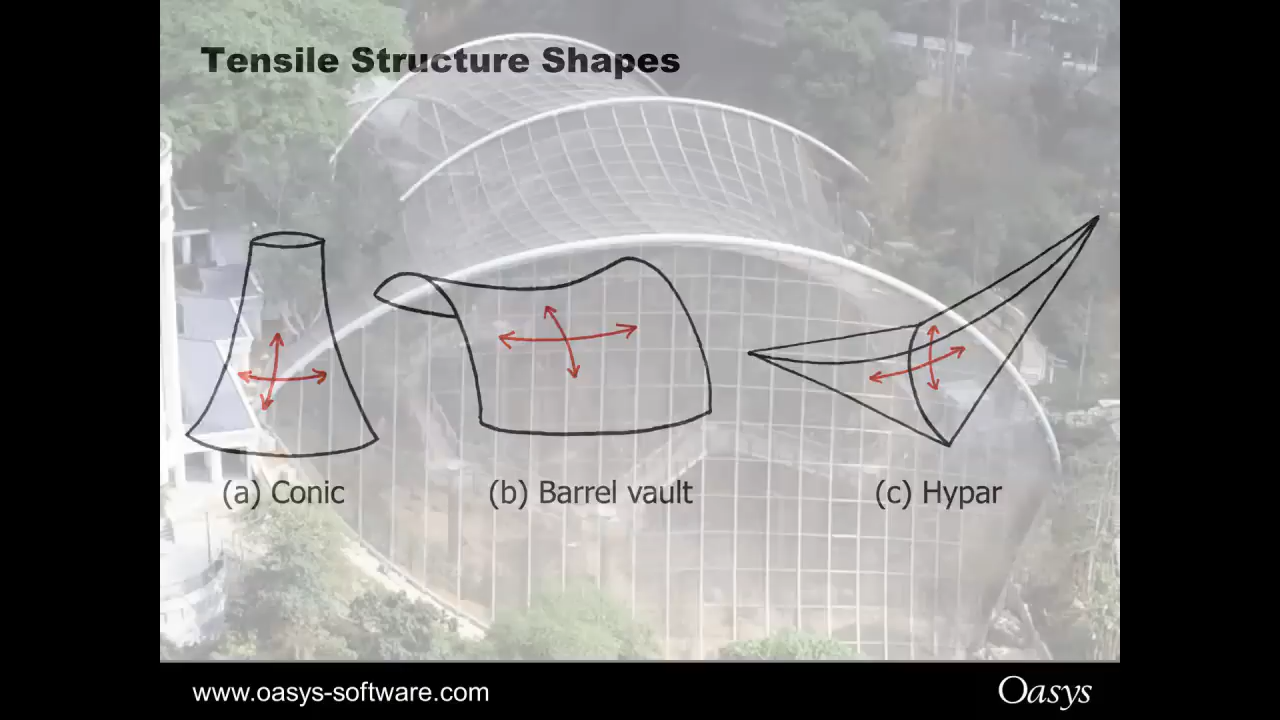 Tensile Structure Shapes
(a) Conic
(b) Barrel vault
(c) Hypar
www.oasys-software.com
Oasys